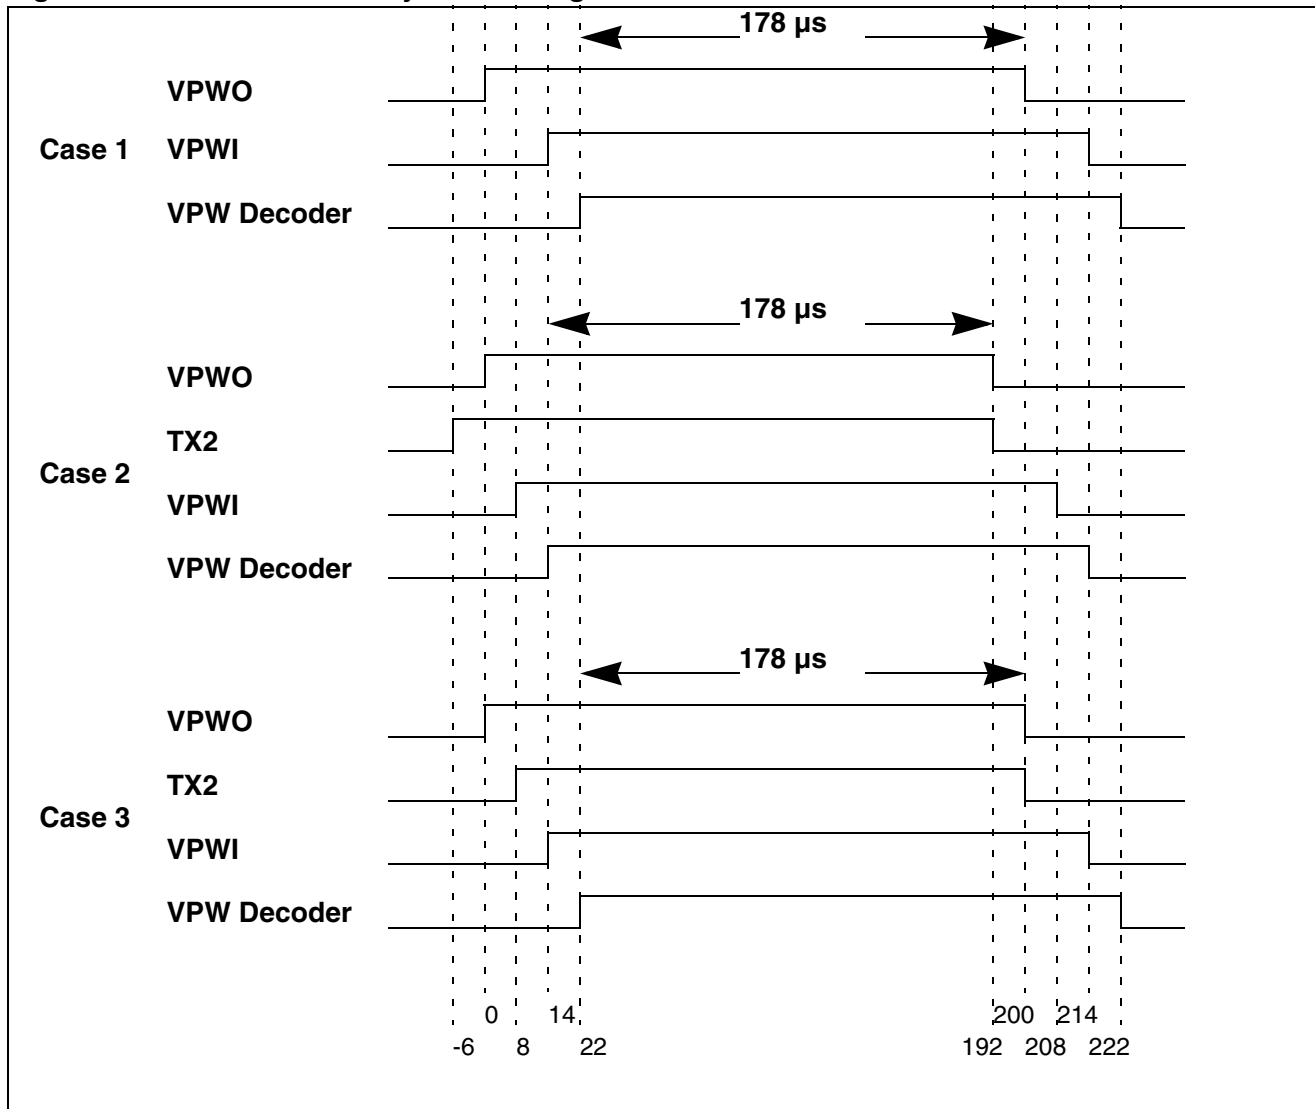 178 µs
VPWO
Case 1 VPWI
VPW Decoder
178 µs
VPWO
TX2
Case 2
VPWI
VPW Decoder
178 µs
VPWO
TX2
Case 3
VPWI
VPW Decoder
0 14 200 214
-6 8 22 192 208 222